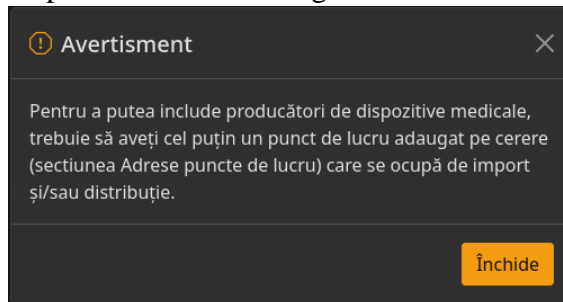 Avertisment
Pentru a putea include producători de dispozitive medicale,
trebuie să aveți cel puțin un punct de lucru adaugat pe cerere
(sectiunea Adrese puncte de lucru) care se ocupă de import
și/sau distribuție.
Închide